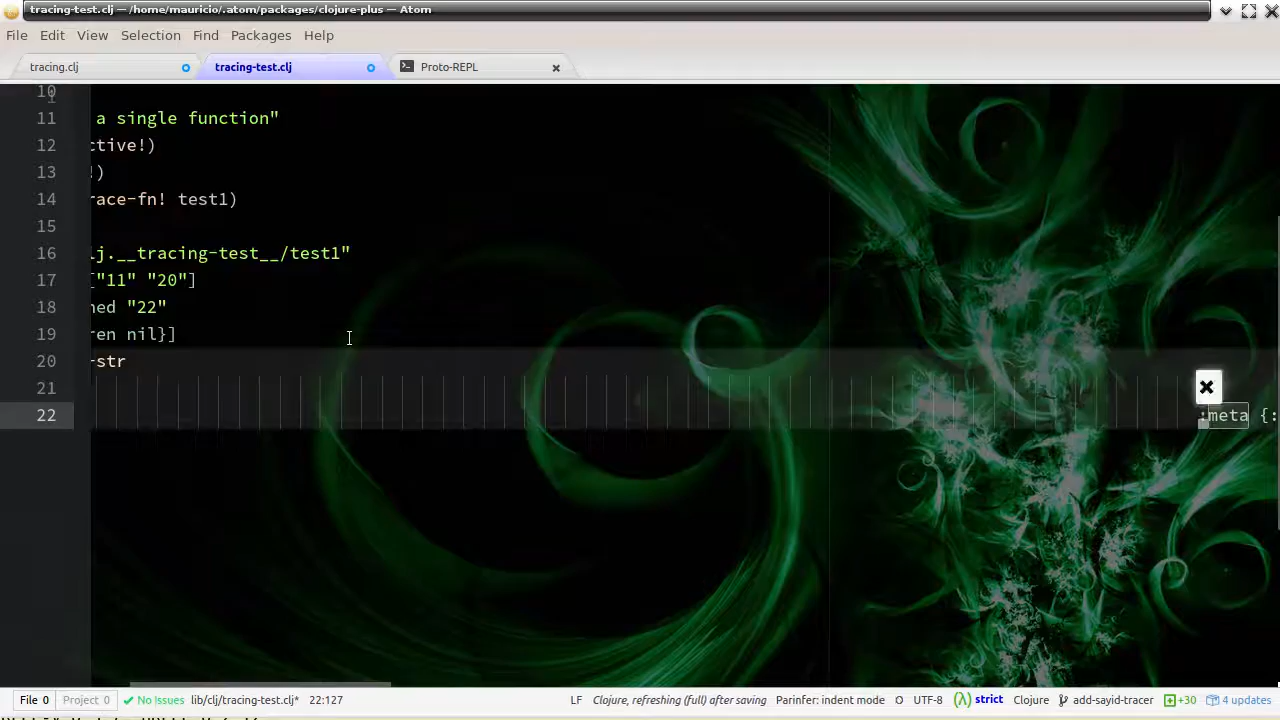 tracing-test.clj — /home/mauricio/.atom/packages/clojure-plus — Atom
File Edit View Selection Find Packages Help
tracing.clj tracing-test.clj Proto-REPL
10
11 a single function"
12 ctive!)
13 !)
14 race-fn! test1)
15
16 lj.__tracing-test__/test1"
17 ["11" "20"]
18 ned "22"
19 ren nil}]
20 -str
21
22 :meta {:
File 0 Project 0 No Issues lib/clj/tracing-test.clj* 22:127 LF Clojure, refreshing (full) after saving Parinfer: indent mode UTF-8 (λ) strict Clojure add-sayid-tracer +30 4 updates